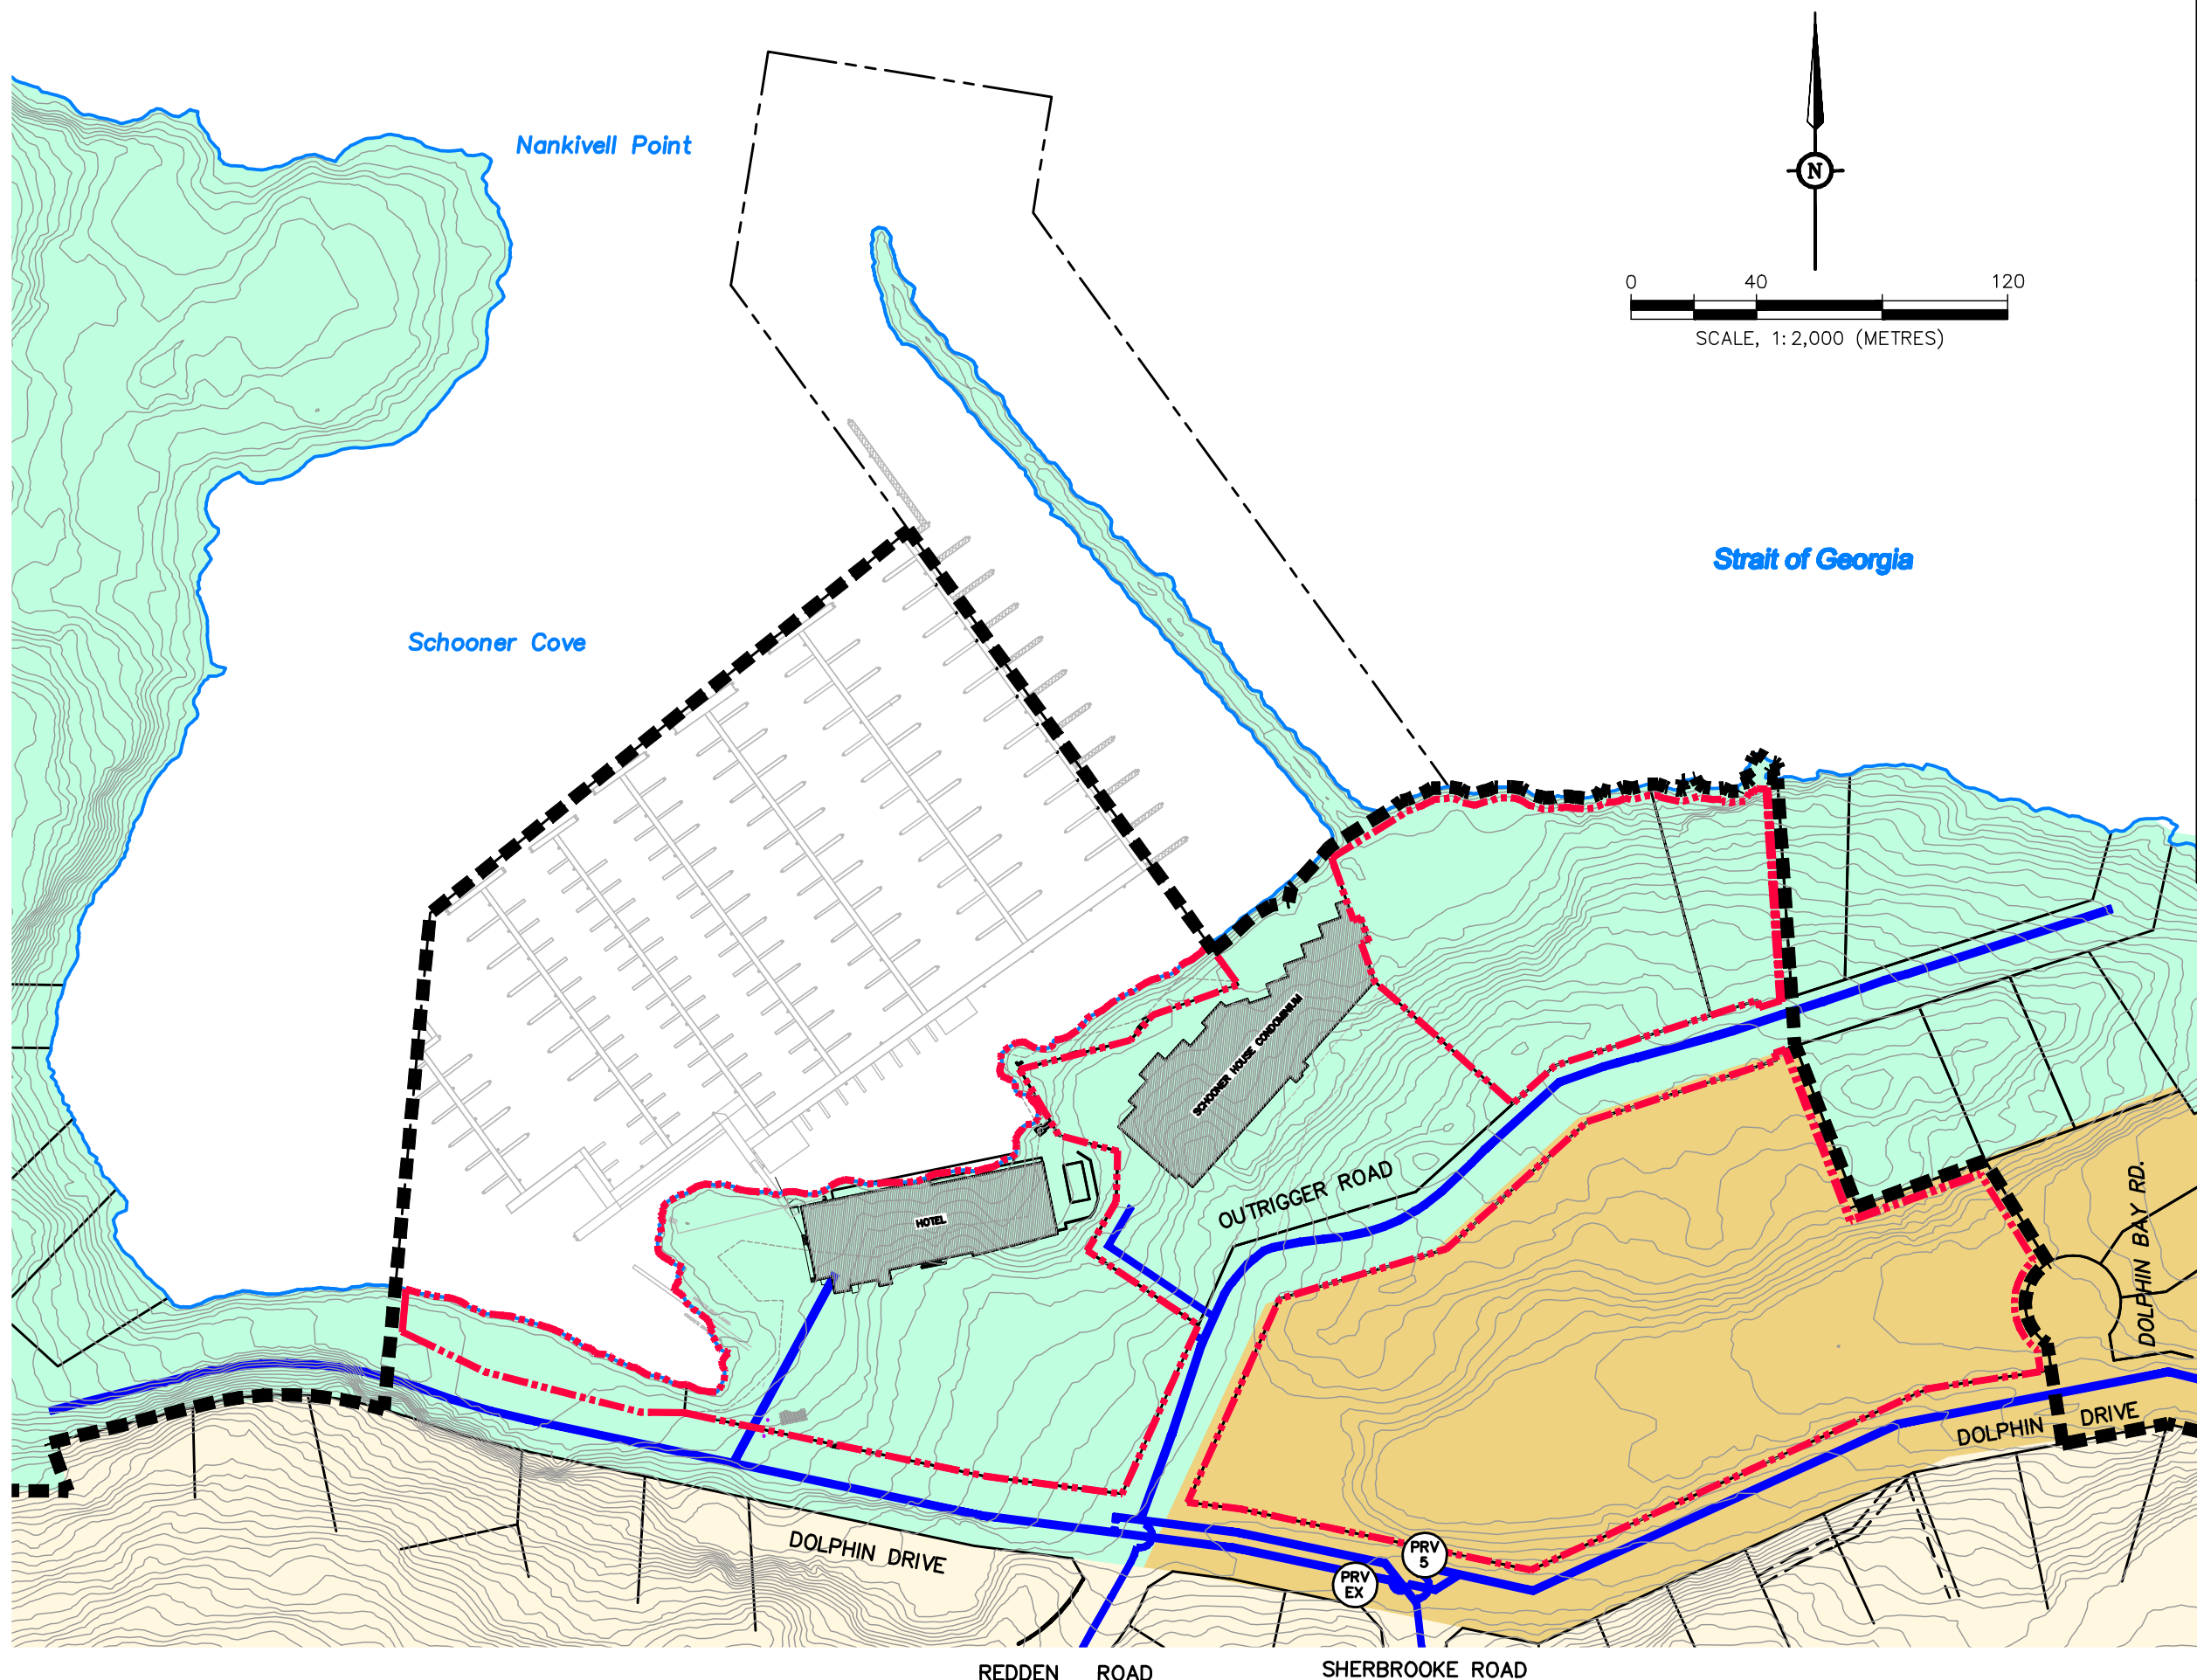 Nankivell Point
N
0 40 120
SCALE, 1:2,000 (METRES)
Strait of Georgia
Schooner Cove
SCHOONER HOUSE CONDOMINIUM
OUTRIGGER ROAD
HOTEL
DOLPHIN BAY RD.
DOLPHIN DRIVE
DOLPHIN DRIVE
PRV
5
PRV
EX
REDDEN ROAD
SHERBROOKE ROAD